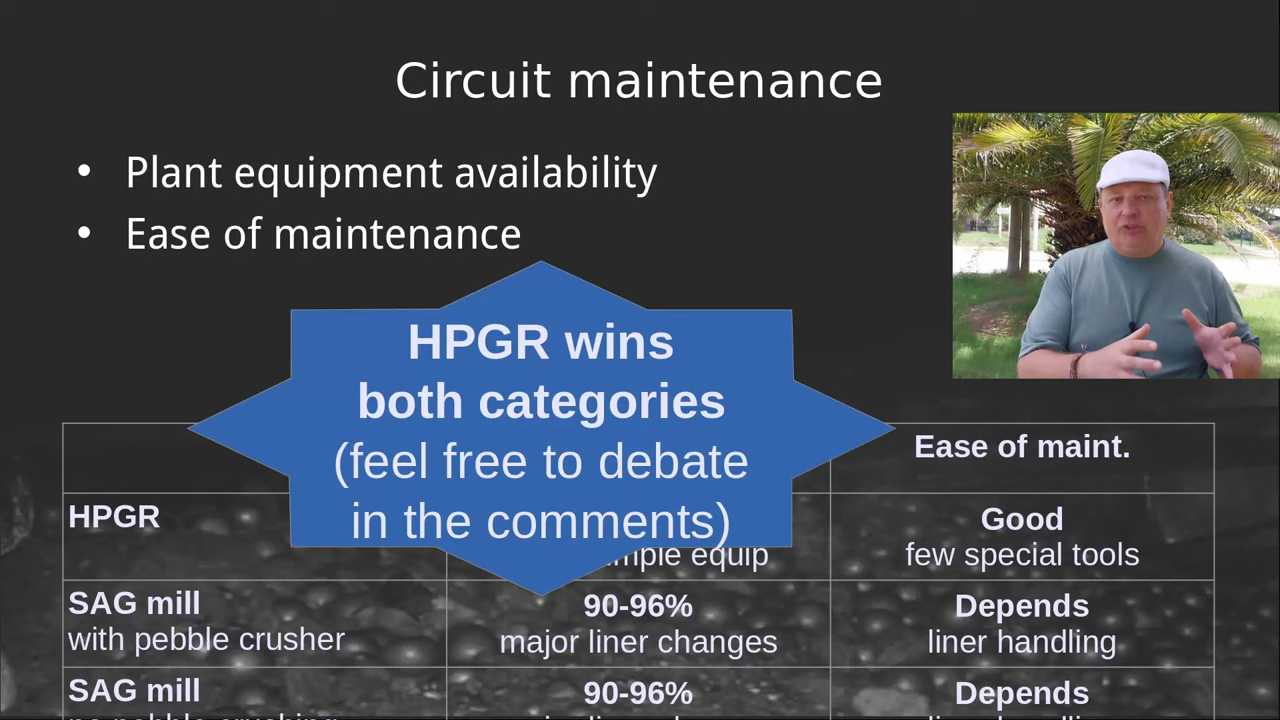 Circuit maintenance
• Plant equipment availability
• Ease of maintenance
HPGR wins
both categories
(feel free to debate
in the comments)
Ease of maint.
HPGR
equip
Good
few special tools
SAG mill
with pebble crusher
90-96%
major liner changes
Depends
liner handling
SAG mill
90-96%
Depends